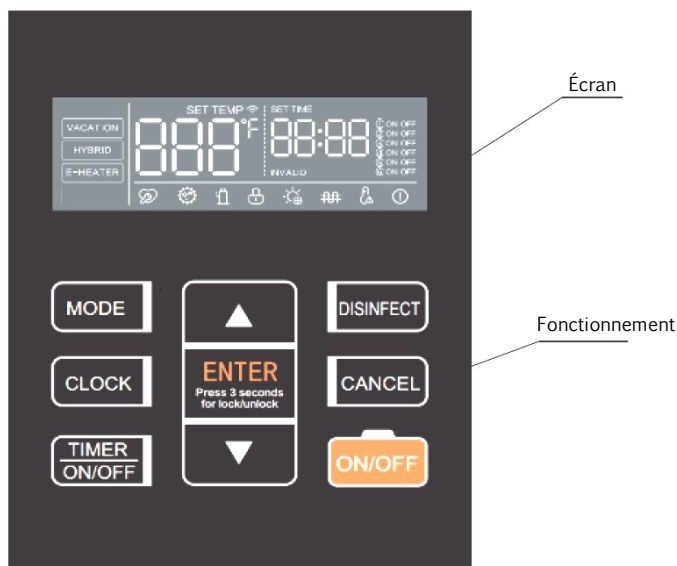 Écran
SET TEMP
SET TIME
VACATION
HYBRID
E-HEATER
888°F
88:88
ON OFF
ON OFF
ON OFF
ON OFF
ON OFF
ON OFF
INVALID
Fonctionnement
MODE
DISINFECT
ENTER
Press 3 seconds
for lock/unlock
CLOCK
CANCEL
TIMER
ON/OFF
ON/OFF